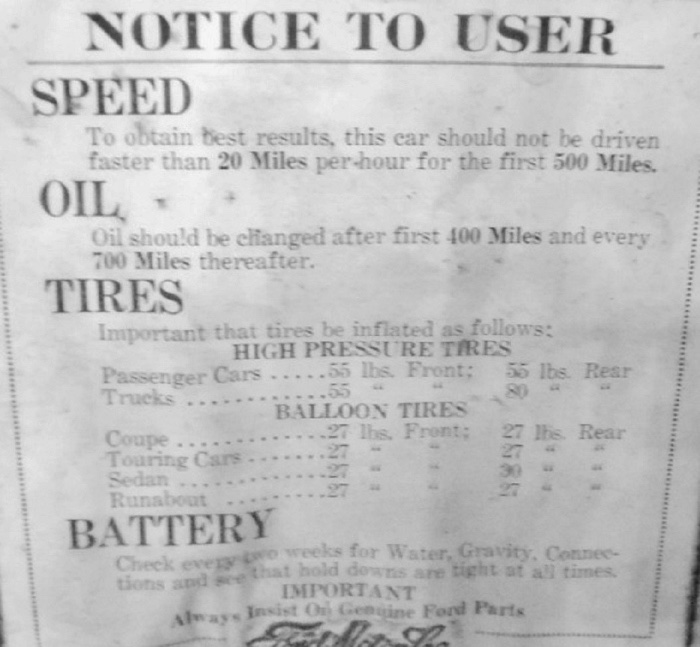 NOTICE TO USER
SPEED
To obtain best results, this car should not be driven
faster than 20 Miles per-hour for the first 500 Miles.
OIL
Oil should be changed after first 400 Miles and every
700 Miles thereafter.
TIRES
Important that tires be inflated as follows:
HIGH PRESSURE TIRES
Passenger Cars .....55 lbs. Front; 55 lbs. Rear
Trucks ............55 " " 80 " "
BALLOON TIRES
Coupe .............27 lbs. Front; 27 lbs. Rear
Touring Cars ........27 " " 27 " "
Sedan ..............27 " " 30 " "
Runabout ..........27 " " 27 " "
BATTERY
Check every two weeks for Water, Gravity, Connec-
tions and see that hold downs are tight at all times.
IMPORTANT
Always Insist On Genuine Ford Parts
Ford Motor Co